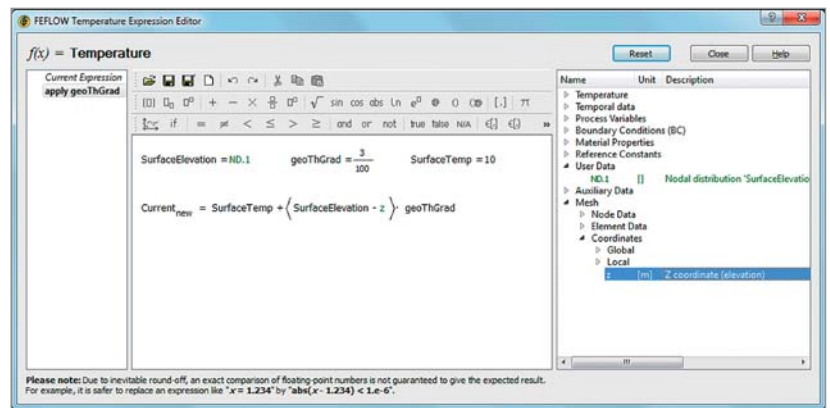 FEFLOW Temperature Expression Editor
f(x) = Temperature
Reset Close Help
Current Expression
apply geoThGrad
[0] + − × √ sin cos abs Ln π
if = ≠ < ≤ > ≥ and or not true false N/A
SurfaceElevation = ND.1 geoThGrad = 3/100 SurfaceTemp = 10
Current new = SurfaceTemp + ( SurfaceElevation - z ) · geoThGrad
Name Unit Description
Temperature
Temporal data
Process Variables
Boundary Conditions (BC)
Material Properties
Reference Constants
User Data
ND.1 [] Nodal distribution 'SurfaceElevatio
Auxiliary Data
Mesh
Node Data
Element Data
Coordinates
Global
Local
z [m] Z coordinate (elevation)
Please note: Due to inevitable round-off, an exact comparison of floating-point numbers is not guaranteed to give the expected result.
For example, it is safer to replace an expression like "x = 1.234" by "abs(x - 1.234) < 1.e-6".